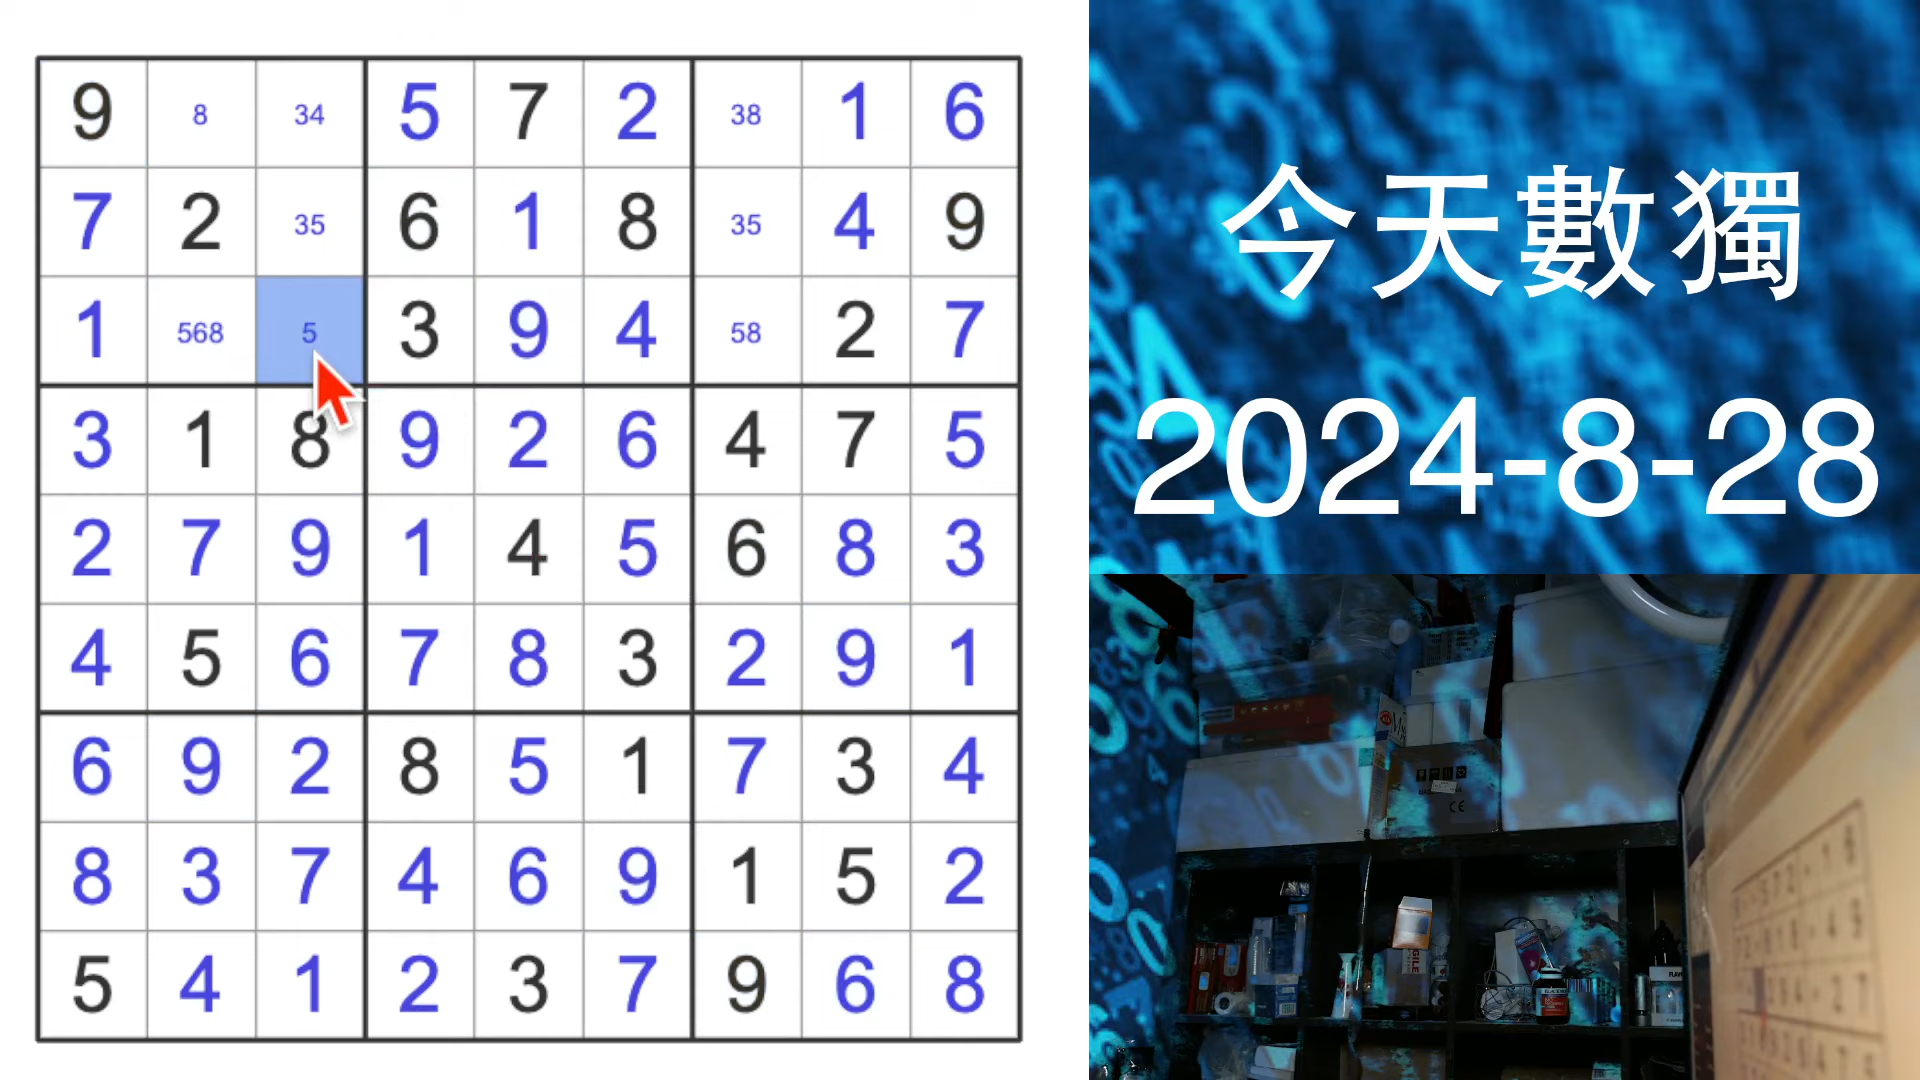 9 8 34 5 7 2 38 1 6
7 2 35 6 1 8 35 4 9
1 568 5 3 9 4 58 2 7
3 1 8 9 2 6 4 7 5
2 7 9 1 4 5 6 8 3
4 5 6 7 8 3 2 9 1
6 9 2 8 5 1 7 3 4
8 3 7 4 6 9 1 5 2
5 4 1 2 3 7 9 6 8
今天數獨
2024-8-28